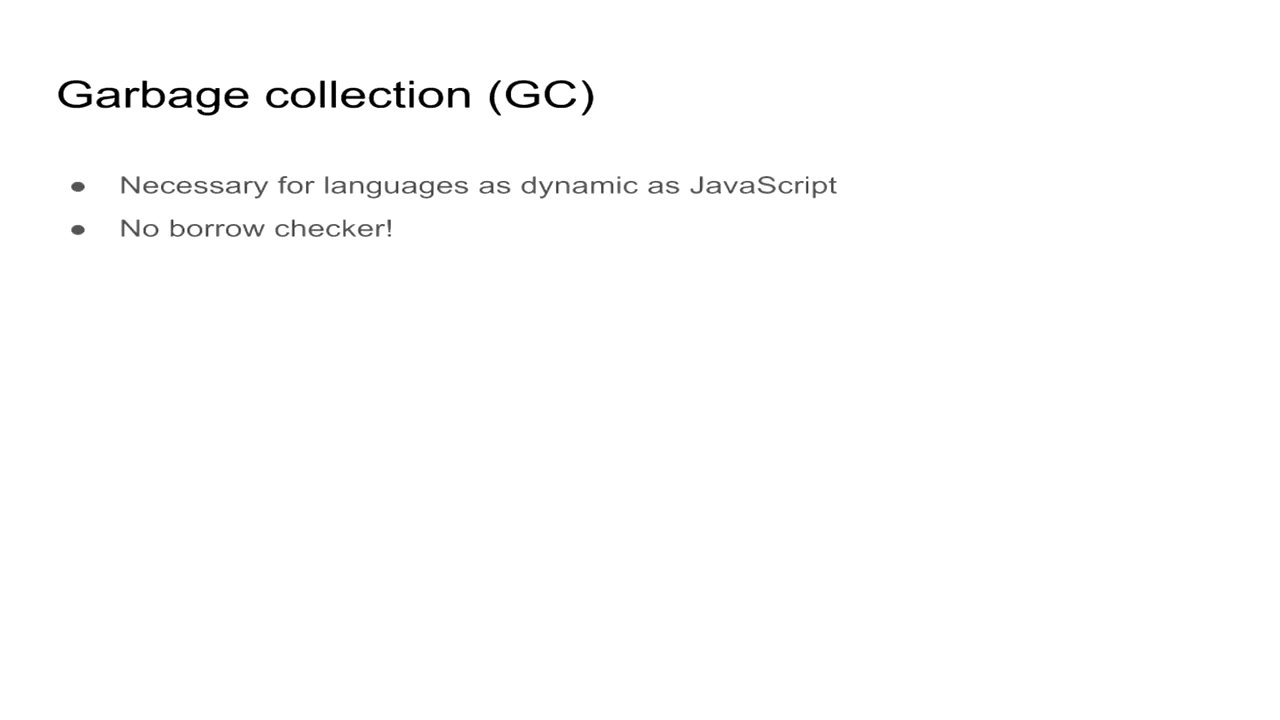 Garbage collection (GC)
● Necessary for languages as dynamic as JavaScript
● No borrow checker!